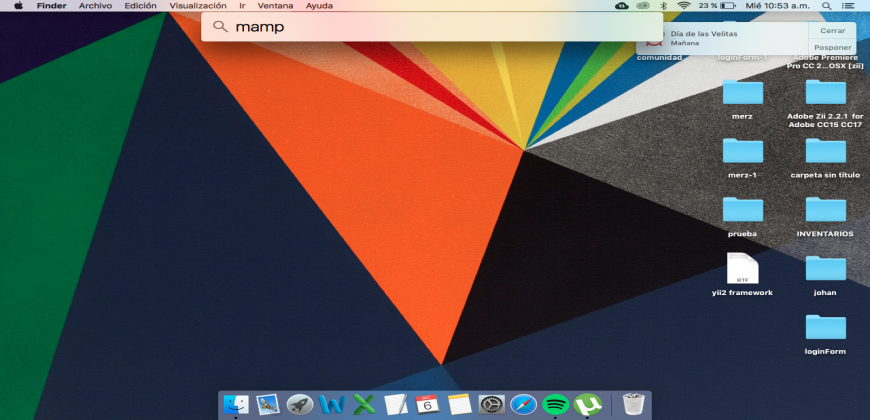 Finder Archivo Edición Visualización Ir Ventana Ayuda 23 % Mié 10:53 a.m.
mamp
Día de las Velitas
Mañana
Cerrar
Posponer
comunidad
loginForm-1
Adobe Premiere
Pro CC 2...OSX [zii]
merz
Adobe Zii 2.2.1 for
Adobe CC15 CC17
merz-1
carpeta sin título
prueba
INVENTARIOS
RTF
yii2 framework
johan
loginForm
6